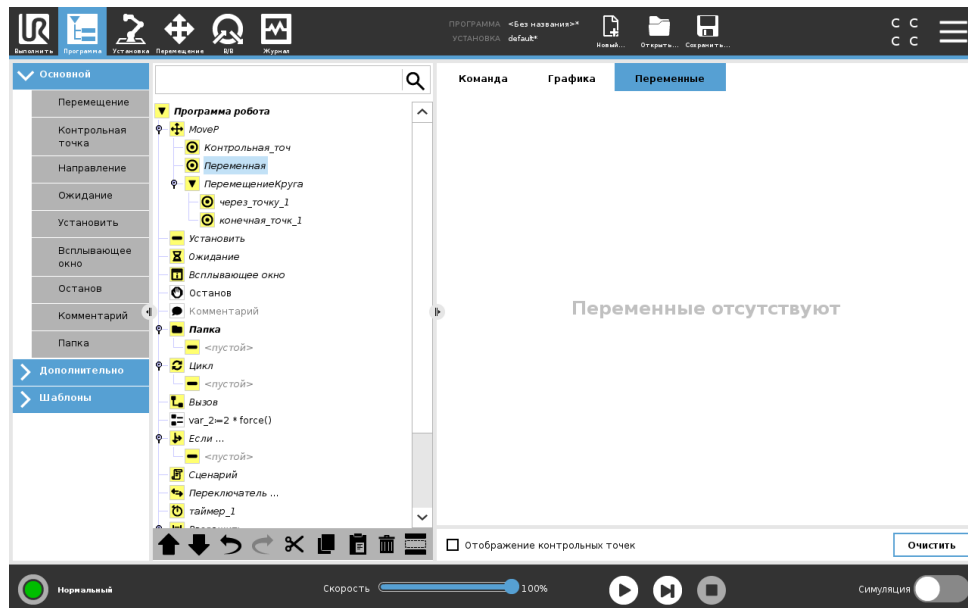 ПРОГРАММА <Без названия>*
УСТАНОВКА default*
Выполнить
Программа
Установка
Перемещение
В/В
Журнал
Новый...
Открыть...
Сохранить...
C C
C C
Основной
Перемещение
Контрольная
точка
Направление
Ожидание
Установить
Всплывающее
окно
Останов
Комментарий
Папка
Дополнительно
Шаблоны
Программа робота
MoveP
Контрольная_точ
Переменная
ПеремещениеКруга
через_точку_1
конечная_точк_1
Установить
Ожидание
Всплывающее окно
Останов
Комментарий
Папка
<пустой>
Цикл
<пустой>
Вызов
var_2≔2 * force()
Если ...
<пустой>
Сценарий
Переключатель ...
таймер_1
Команда
Графика
Переменные
Переменные отсутствуют
Отображение контрольных точек
Очистить
Нормальный
Скорость
100%
Симуляция